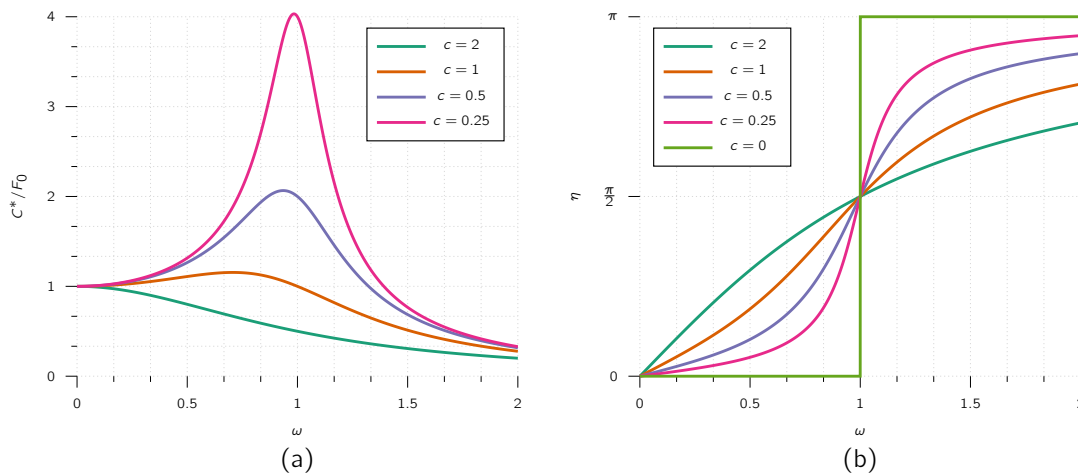 4
3
2
1
0
0
0.5
1
1.5
2
C*/F₀
ω
c = 2
c = 1
c = 0.5
c = 0.25
(a)
π
π/2
0
0
0.5
1
1.5
η
ω
c = 2
c = 1
c = 0.5
c = 0.25
c = 0
(b)